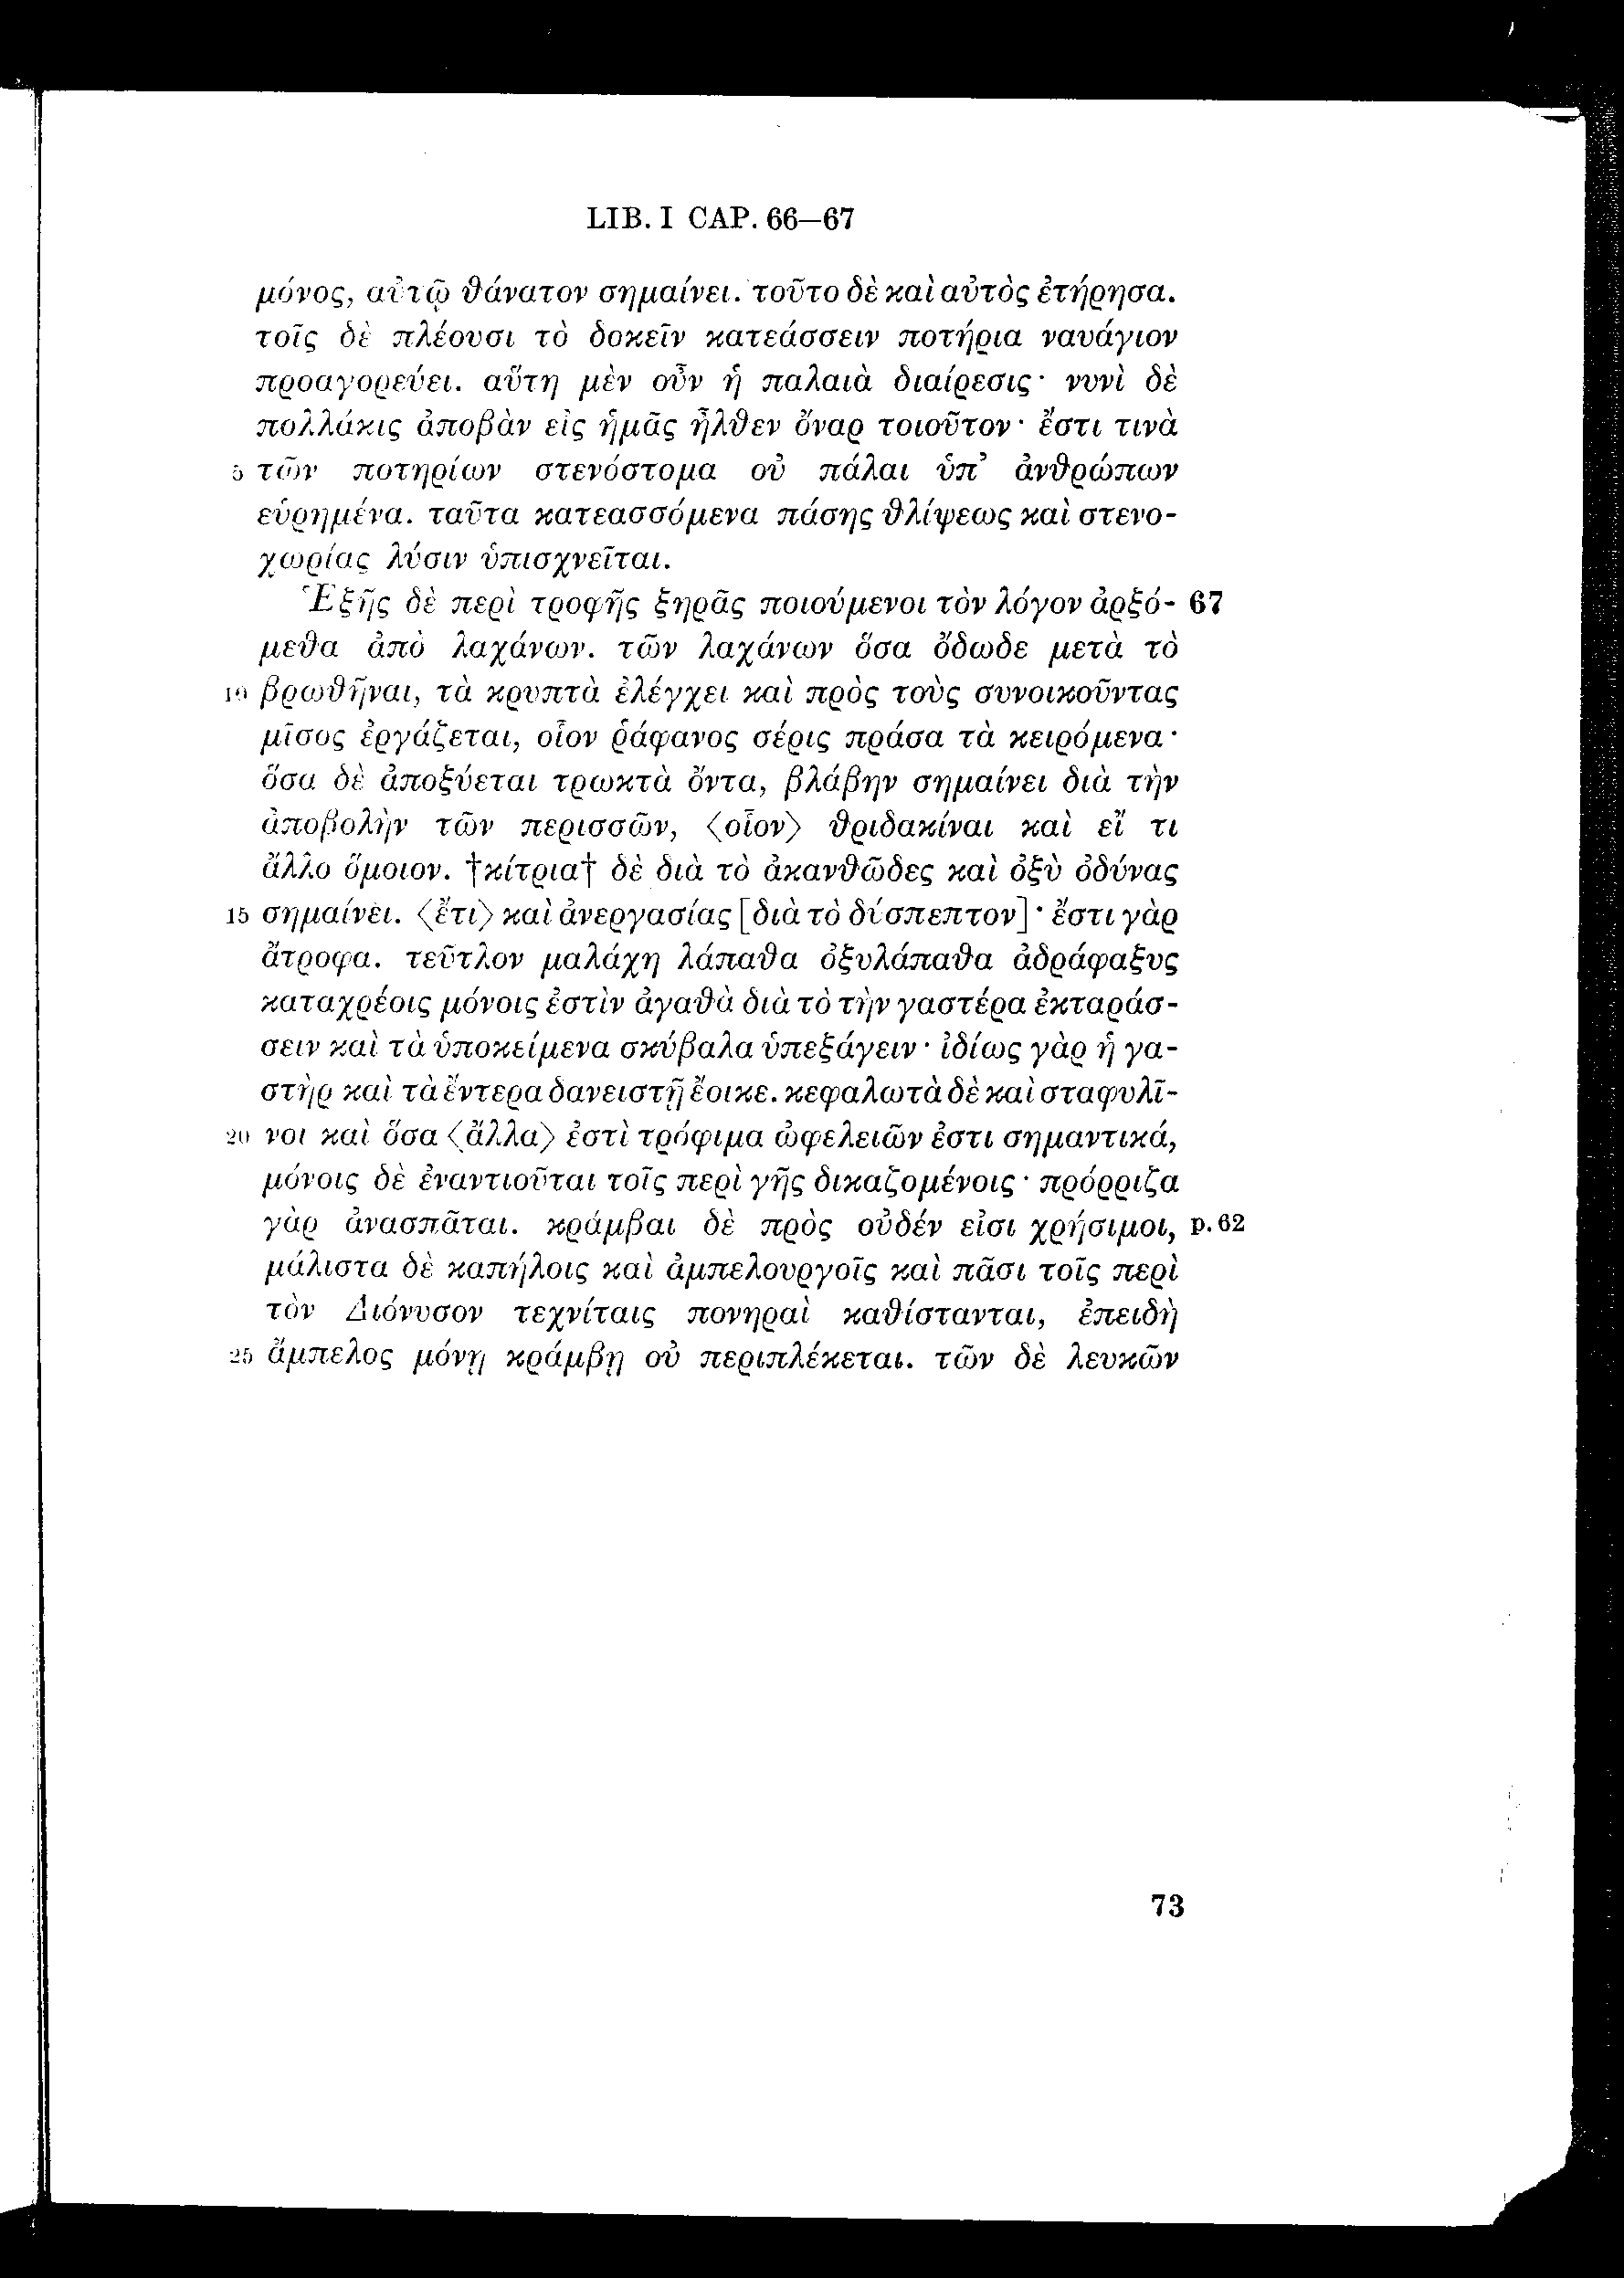 LIB. I CAP. 66—67
μόνος, αὐτῷ θάνατον σημαίνει. τοῦτο δὲ καὶ αὐτὸς ἐτήρησα.
τοῖς δὲ πλέουσι τὸ δοκεῖν κατεάσσειν ποτήρια ναυάγιον
προαγορεύει. αὕτη μὲν οὖν ἡ παλαιὰ διαίρεσις· νυνὶ δὲ
πολλάκις ἀποβὰν εἰς ἡμᾶς ἦλθεν ὄναρ τοιοῦτον· ἔστι τινὰ
5 τῶν ποτηρίων στενόστομα οὐ πάλαι ὑπ’ ἀνθρώπων
εὑρημένα. ταῦτα κατεασσόμενα πάσης θλίψεως καὶ στενο-
χωρίας λύσιν ὑπισχνεῖται.
Ἑξῆς δὲ περὶ τροφῆς ξηρᾶς ποιούμενοι τὸν λόγον ἀρξό- 67
μεθα ἀπὸ λαχάνων. τῶν λαχάνων ὅσα ὄδωδε μετὰ τὸ
10 βρωθῆναι, τὰ κρυπτὰ ἐλέγχει καὶ πρὸς τοὺς συνοικοῦντας
μῖσος ἐργάζεται, οἷον ῥάφανος σέρις πράσα τὰ κειρόμενα·
ὅσα δὲ ἀποξύεται τρωκτὰ ὄντα, βλάβην σημαίνει διὰ τὴν
ἀποβολὴν τῶν περισσῶν, ⟨οἷον⟩ θριδακίναι καὶ εἴ τι
ἄλλο ὅμοιον. †κίτρια† δὲ διὰ τὸ ἀκανθῶδες καὶ ὀξὺ ὀδύνας
15 σημαίνει. ⟨ἔτι⟩ καὶ ἀνεργασίας [διὰ τὸ δύσπεπτον]· ἔστι γὰρ
ἄτροφα. τεῦτλον μαλάχη λάπαθα ὀξυλάπαθα ἀδράφαξυς
καταχρέοις μόνοις ἐστὶν ἀγαθὰ διὰ τὸ τὴν γαστέρα ἐκταράσ-
σειν καὶ τὰ ὑποκείμενα σκύβαλα ὑπεξάγειν· ἰδίως γὰρ ἡ γα-
στὴρ καὶ τὰ ἔντερα δανειστῇ ἔοικε. κεφαλωτὰ δὲ καὶ σταφυλῖ-
20 νοι καὶ ὅσα ⟨ἄλλα⟩ ἐστὶ τρόφιμα ὠφελειῶν ἐστι σημαντικά,
μόνοις δὲ ἐναντιοῦται τοῖς περὶ γῆς δικαζομένοις· πρόρριζα
γὰρ ἀνασπᾶται. κράμβαι δὲ πρὸς οὐδέν εἰσι χρήσιμοι, p. 62
μάλιστα δὲ καπήλοις καὶ ἀμπελουργοῖς καὶ πᾶσι τοῖς περὶ
τὸν Διόνυσον τεχνίταις πονηραὶ καθίστανται, ἐπειδὴ
25 ἄμπελος μόνῃ κράμβῃ οὐ περιπλέκεται. τῶν δὲ λευκῶν
73